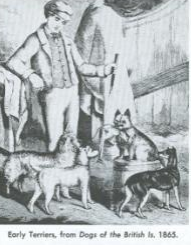 Early Terriers, from Dogs of the British Is. 1865.